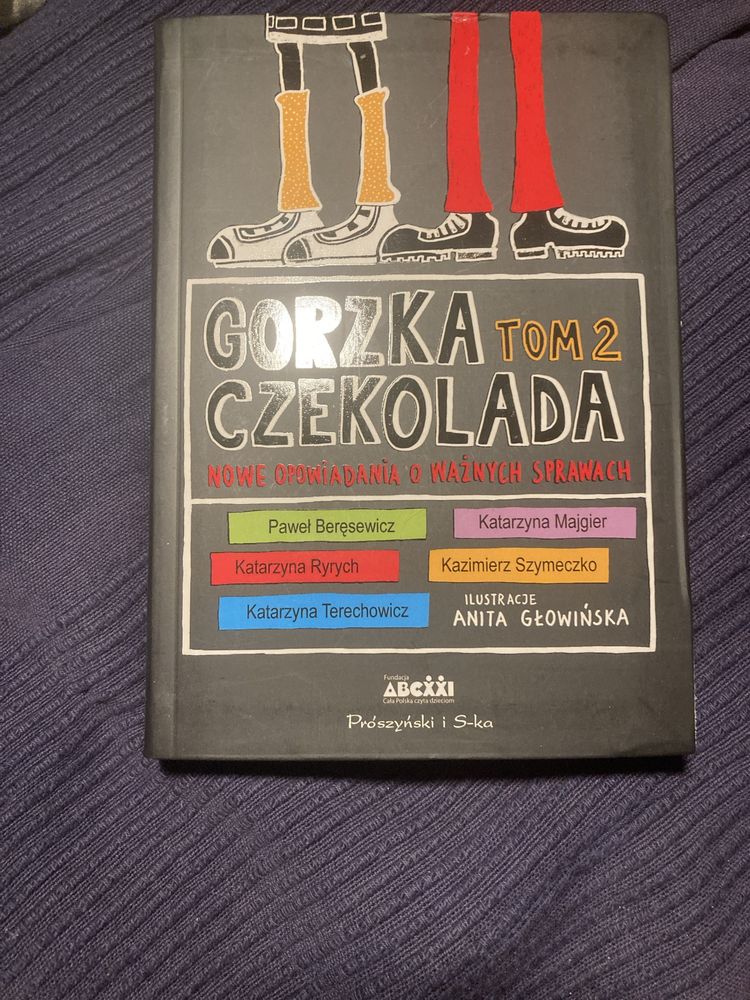 GORZKA TOM 2
CZEKOLADA
NOWE OPOWIADANIA O WAŻNYCH SPRAWACH
Paweł Beręsewicz
Katarzyna Majgier
Katarzyna Ryrych
Kazimierz Szymeczko
Katarzyna Terechowicz
ILUSTRACJE
ANITA GŁOWIŃSKA
Fundacja
ABCXXI
Cała Polska czyta dzieciom
Prószyński i S-ka